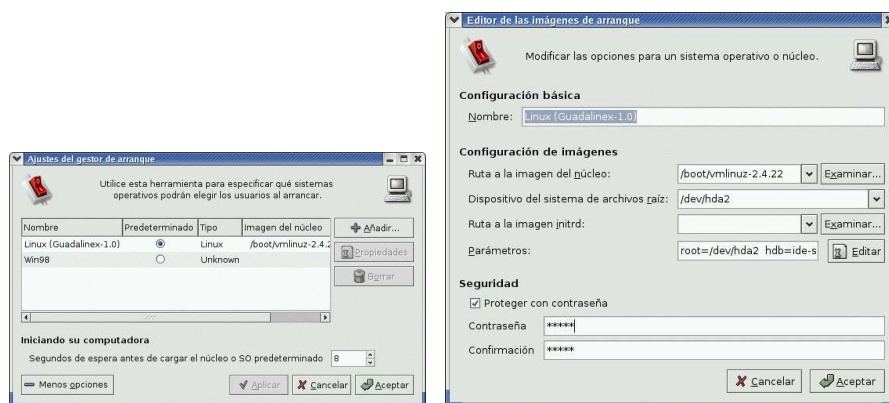 Ajustes del gestor de arranque
Utilice esta herramienta para especificar qué sistemas
operativos podrán elegir los usuarios al arrancar.
Nombre Predeterminado Tipo Imagen del núcleo
Linux (Guadalinex-1.0) Linux /boot/vmlinuz-2.4.2
Win98 Unknown
Añadir...
Propiedades
Borrar
Iniciando su computadora
Segundos de espera antes de cargar el núcleo o SO predeterminado 8
Menos opciones Aplicar Cancelar Aceptar
Editor de las imágenes de arranque
Modificar las opciones para un sistema operativo o núcleo.
Configuración básica
Nombre: Linux (Guadalinex-1.0)
Configuración de imágenes
Ruta a la imagen del núcleo: /boot/vmlinuz-2.4.22 Examinar...
Dispositivo del sistema de archivos raíz: /dev/hda2
Ruta a la imagen initrd: Examinar...
Parámetros: root=/dev/hda2 hdb=ide-s Editar
Seguridad
Proteger con contraseña
Contraseña *****
Confirmación *****
Cancelar Aceptar